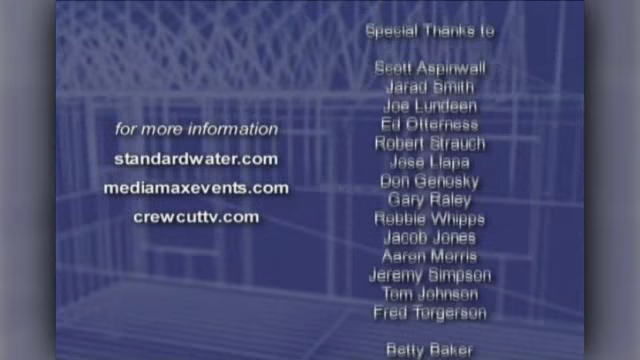 for more information
standardwater.com
mediamaxevents.com
crewcuttv.com
Special Thanks to
Scott Aspinwall
Jarad Smith
Joe Lundeen
Ed Otterness
Robert Strauch
Jose Llapa
Don Genosky
Gary Raley
Robbie Whipps
Jacob Jones
Aaron Morris
Jeremy Simpson
Tom Johnson
Fred Torgerson
Betty Baker